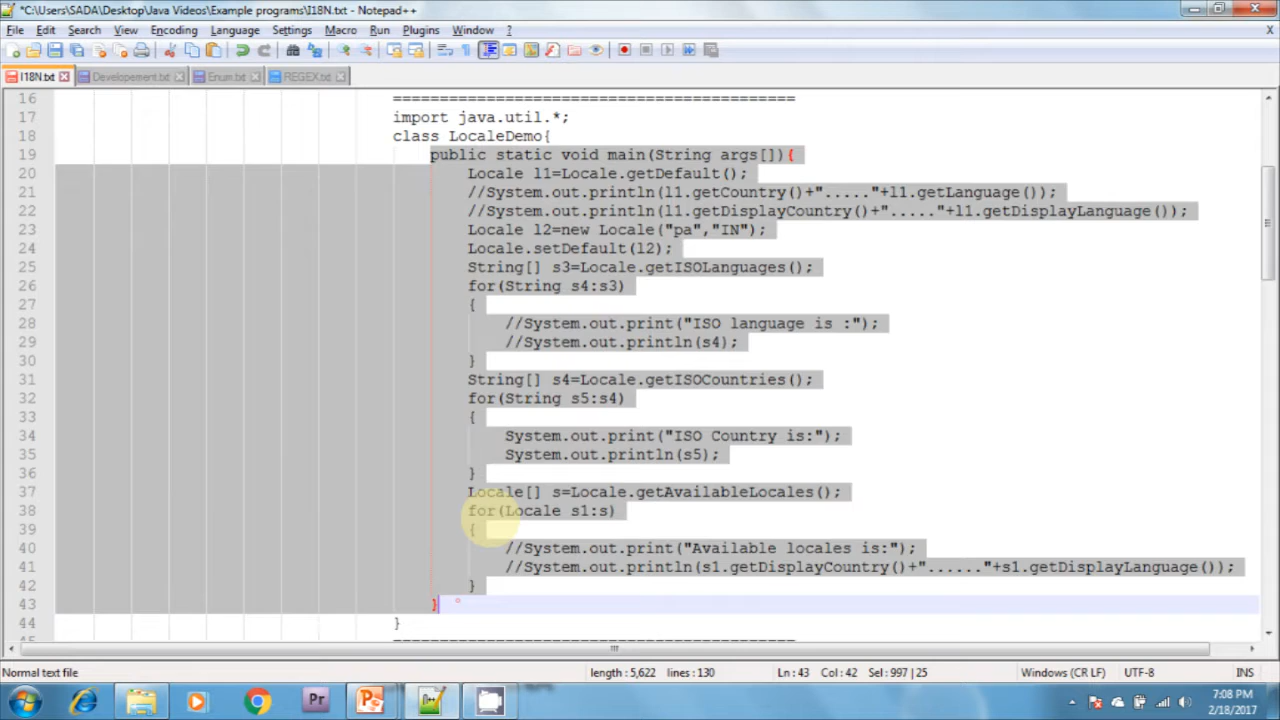 *C:\Users\SADA\Desktop\Java Videos\Example programs\I18N.txt - Notepad++
File Edit Search View Encoding Language Settings Macro Run Plugins Window ? X
I18N.txt Developement.txt Enum.txt REGEX.txt
16 ===========================================
17 import java.util.*;
18 class LocaleDemo{
19 public static void main(String args[]){
20 Locale l1=Locale.getDefault();
21 //System.out.println(l1.getCountry()+"....."+l1.getLanguage());
22 //System.out.println(l1.getDisplayCountry()+"....."+l1.getDisplayLanguage());
23 Locale l2=new Locale("pa","IN");
24 Locale.setDefault(l2);
25 String[] s3=Locale.getISOLanguages();
26 for(String s4:s3)
27 {
28 //System.out.print("ISO language is :");
29 //System.out.println(s4);
30 }
31 String[] s4=Locale.getISOCountries();
32 for(String s5:s4)
33 {
34 System.out.print("ISO Country is:");
35 System.out.println(s5);
36 }
37 Locale[] s=Locale.getAvailableLocales();
38 for(Locale s1:s)
39 {
40 //System.out.print("Available locales is:");
41 //System.out.println(s1.getDisplayCountry()+"......"+s1.getDisplayLanguage());
42 }
43 }
44 }
Normal text file length : 5,622 lines : 130 Ln : 43 Col : 42 Sel : 997 | 25 Windows (CR LF) UTF-8 INS
Pr 7:08 PM
2/18/2017